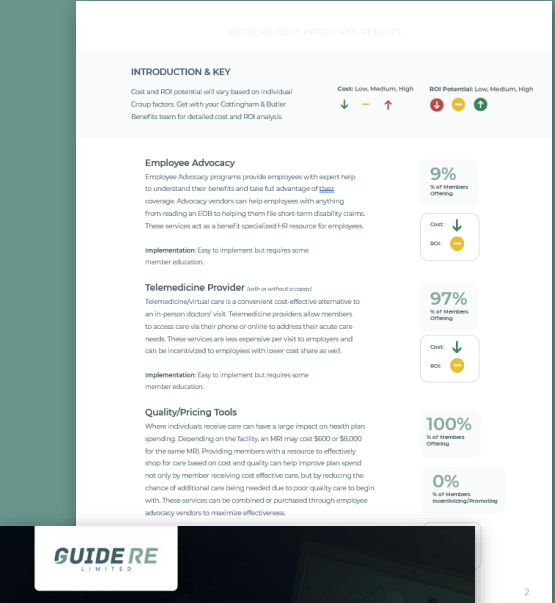 GUIDE RE COST INITIATIVES RESULTS
INTRODUCTION & KEY
Cost and ROI potential will vary based on individual
Group factors. Get with your Cottingham & Butler
Benefits team for detailed cost and ROI analysis.
Cost: Low, Medium, High
ROI Potential: Low, Medium, High
Employee Advocacy
Employee Advocacy programs provide employees with expert help
to understand their benefits and take full advantage of their
coverage. Advocacy vendors can help employees with anything
from reading an EOB to helping them file short-term disability claims.
These services act as a benefit specialized HR resource for employees.
Implementation: Easy to implement but requires some
member education.
9%
% of Members
Offering
Cost:
ROI:
Telemedicine Provider (with or without a copay)
Telemedicine/virtual care is a convenient cost-effective alternative to
an in-person doctors' visit. Telemedicine providers allow members
to access care via their phone or online to address their acute care
needs. These services are less expensive per visit to employers and
can be incentivized to employees with lower cost share as well.
Implementation: Easy to implement but requires some
member education.
97%
% of Members
Offering
Cost:
ROI:
Quality/Pricing Tools
Where individuals receive care can have a large impact on health plan
spending. Depending on the facility, an MRI may cost $600 or $8,000
for the same MRI. Providing members with a resource to effectively
shop for care based on cost and quality can help improve plan spend
not only by member receiving cost effective care, but by reducing the
chance of additional care being needed due to poor quality care to begin
with. These services can be combined or purchased through employee
advocacy vendors to maximize effectiveness.
100%
% of Members
Offering
0%
% of Members
Incentivizing/Promoting
GUIDE RE
LIMITED
2